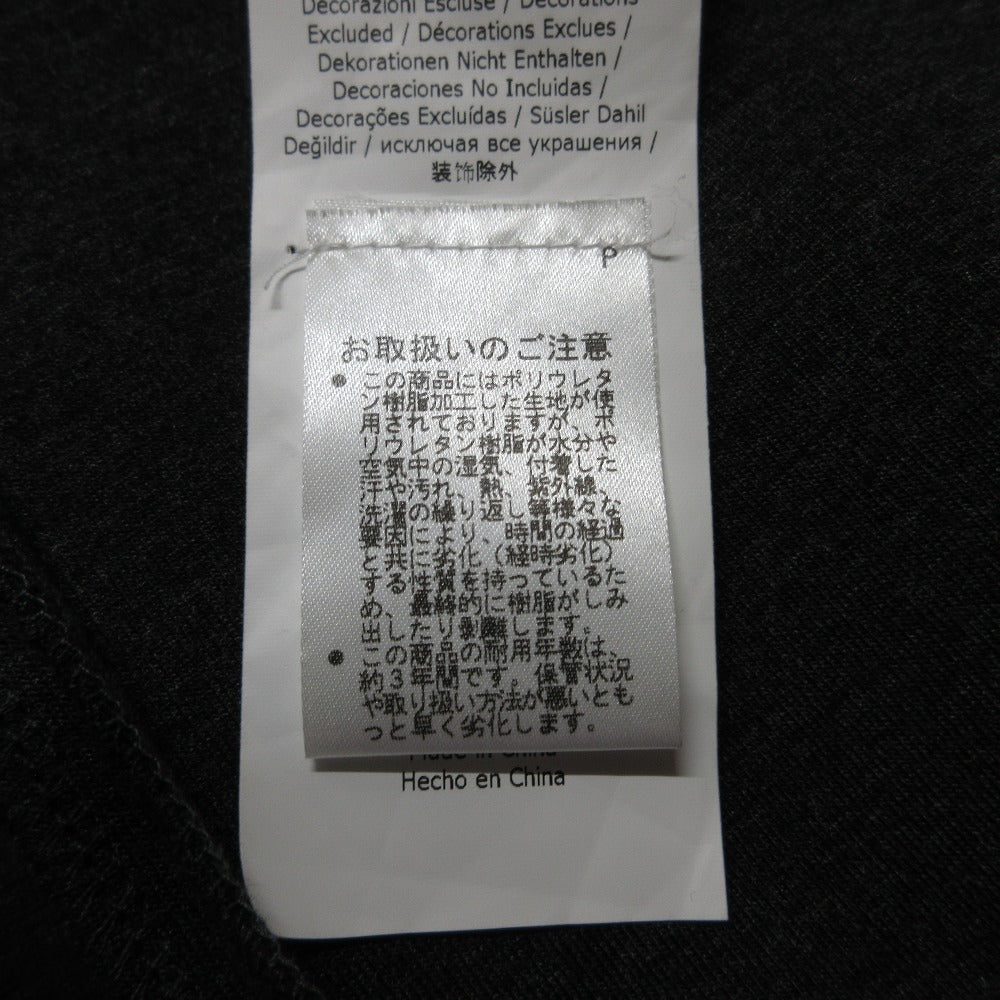 Decorazioni Escluse / Decorations
Excluded / Décorations Exclues /
Dekorationen Nicht Enthalten /
Decoraciones No Incluidas /
Decorações Excluídas / Süsler Dahil
Değildir / исключая все украшения /
装饰除外
P
お取扱いのご注意
● この商品にはポリウレタ
ン樹脂加工した生地が使
用されておりますが、ポ
リウレタン樹脂が水分や
空気中の湿気、付着した
汗や汚れ、熱、紫外線、
洗濯の繰り返し等様々な
要因により、時間の経過
と共に劣化(経時劣化)
する性質を持っているた
め、最終的に樹脂がしみ
出したり剥離します。
● この商品の耐用年数は、
約3年間です。保管状況
や取り扱い方法が悪いとも
っと早く劣化します。
Made in China
Hecho en China